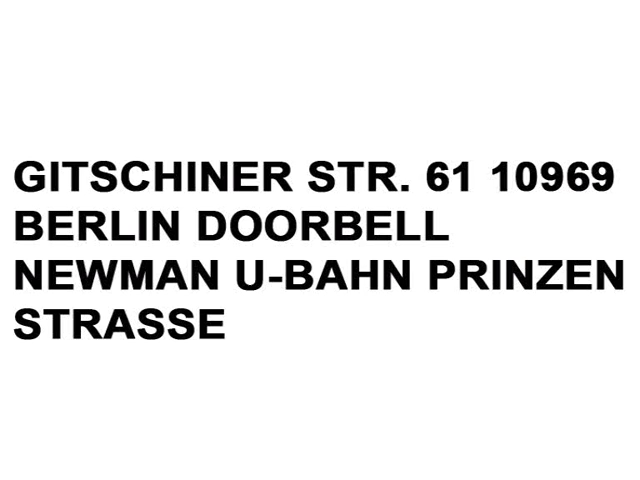 GITSCHINER STR. 61 10969
BERLIN DOORBELL
NEWMAN U-BAHN PRINZEN
STRASSE